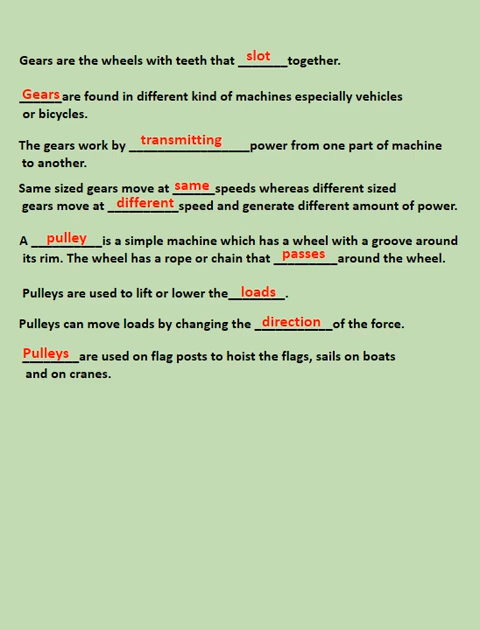 Gears are the wheels with teeth that slot together.
Gears are found in different kind of machines especially vehicles
or bicycles.
The gears work by transmitting power from one part of machine
to another.
Same sized gears move at same speeds whereas different sized
gears move at different speed and generate different amount of power.
A pulley is a simple machine which has a wheel with a groove around
its rim. The wheel has a rope or chain that passes around the wheel.
Pulleys are used to lift or lower the loads.
Pulleys can move loads by changing the direction of the force.
Pulleys are used on flag posts to hoist the flags, sails on boats
and on cranes.